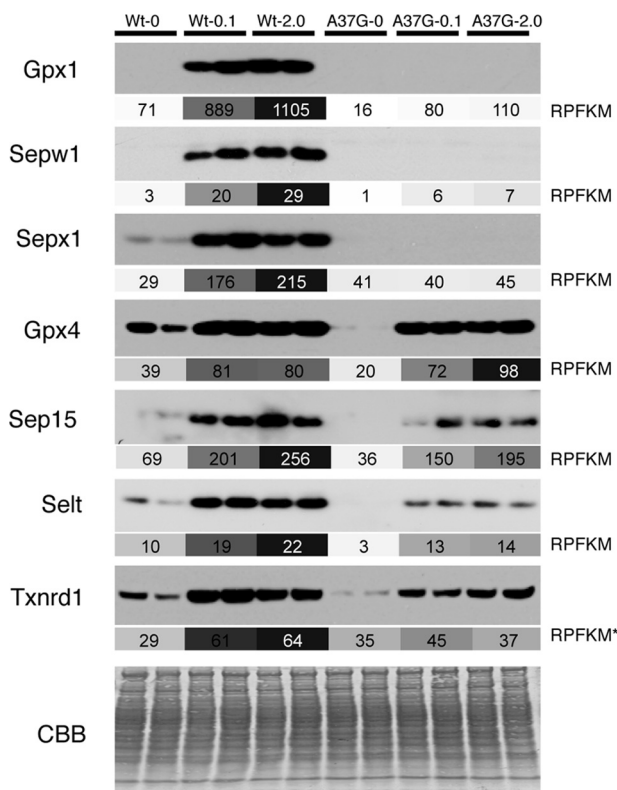 Wt-0 Wt-0.1 Wt-2.0 A37G-0 A37G-0.1 A37G-2.0
Gpx1
71 889 1105 16 80 110 RPFKM
Sepw1
3 20 29 1 6 7 RPFKM
Sepx1
29 176 215 41 40 45 RPFKM
Gpx4
39 81 80 20 72 98 RPFKM
Sep15
69 201 256 36 150 195 RPFKM
Selt
10 19 22 3 13 14 RPFKM
Txnrd1
29 61 64 35 45 37 RPFKM*
CBB